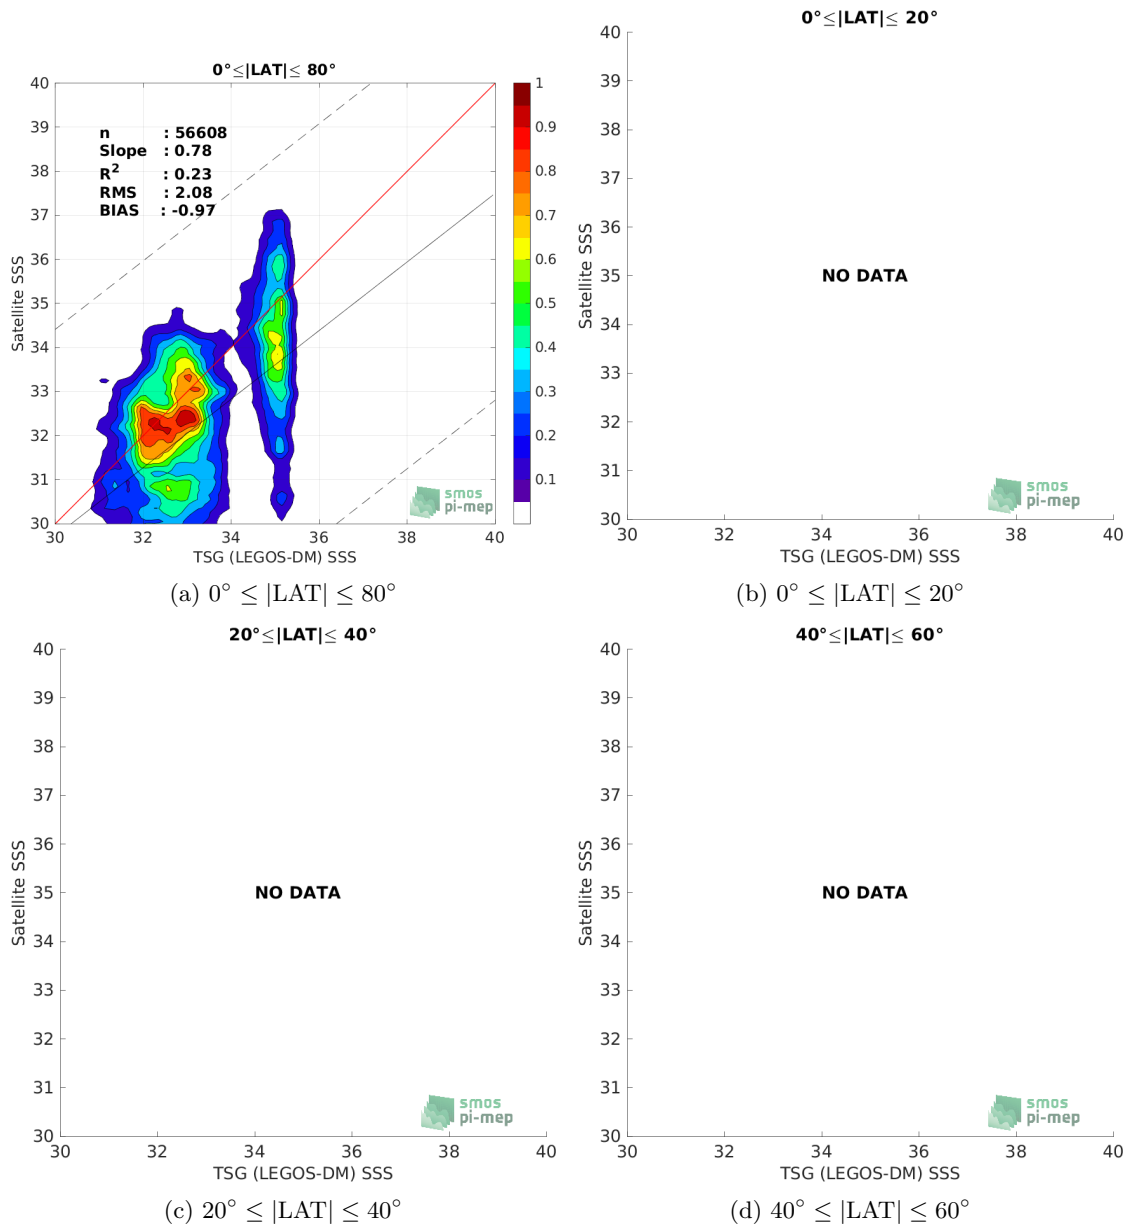 0°≤|LAT|≤ 80°
n : 56608
Slope : 0.78
R² : 0.23
RMS : 2.08
BIAS : -0.97
Satellite SSS
40
39
38
37
36
35
34
33
32
31
30
30 32 34 36 38 40
TSG (LEGOS-DM) SSS
1
0.9
0.8
0.7
0.6
0.5
0.4
0.3
0.2
0.1
smos
pi-mep
(a) 0° ≤ |LAT| ≤ 80°
0°≤|LAT|≤ 20°
Satellite SSS
40
39
38
37
36
35
34
33
32
31
30
NO DATA
smos
pi-mep
30 32 34 36 38 40
TSG (LEGOS-DM) SSS
(b) 0° ≤ |LAT| ≤ 20°
20°≤|LAT|≤ 40°
Satellite SSS
40
39
38
37
36
35
34
33
32
31
30
NO DATA
smos
pi-mep
30 32 34 36 38 40
TSG (LEGOS-DM) SSS
(c) 20° ≤ |LAT| ≤ 40°
40°≤|LAT|≤ 60°
Satellite SSS
40
39
38
37
36
35
34
33
32
31
30
NO DATA
smos
pi-mep
30 32 34 36 38 40
TSG (LEGOS-DM) SSS
(d) 40° ≤ |LAT| ≤ 60°